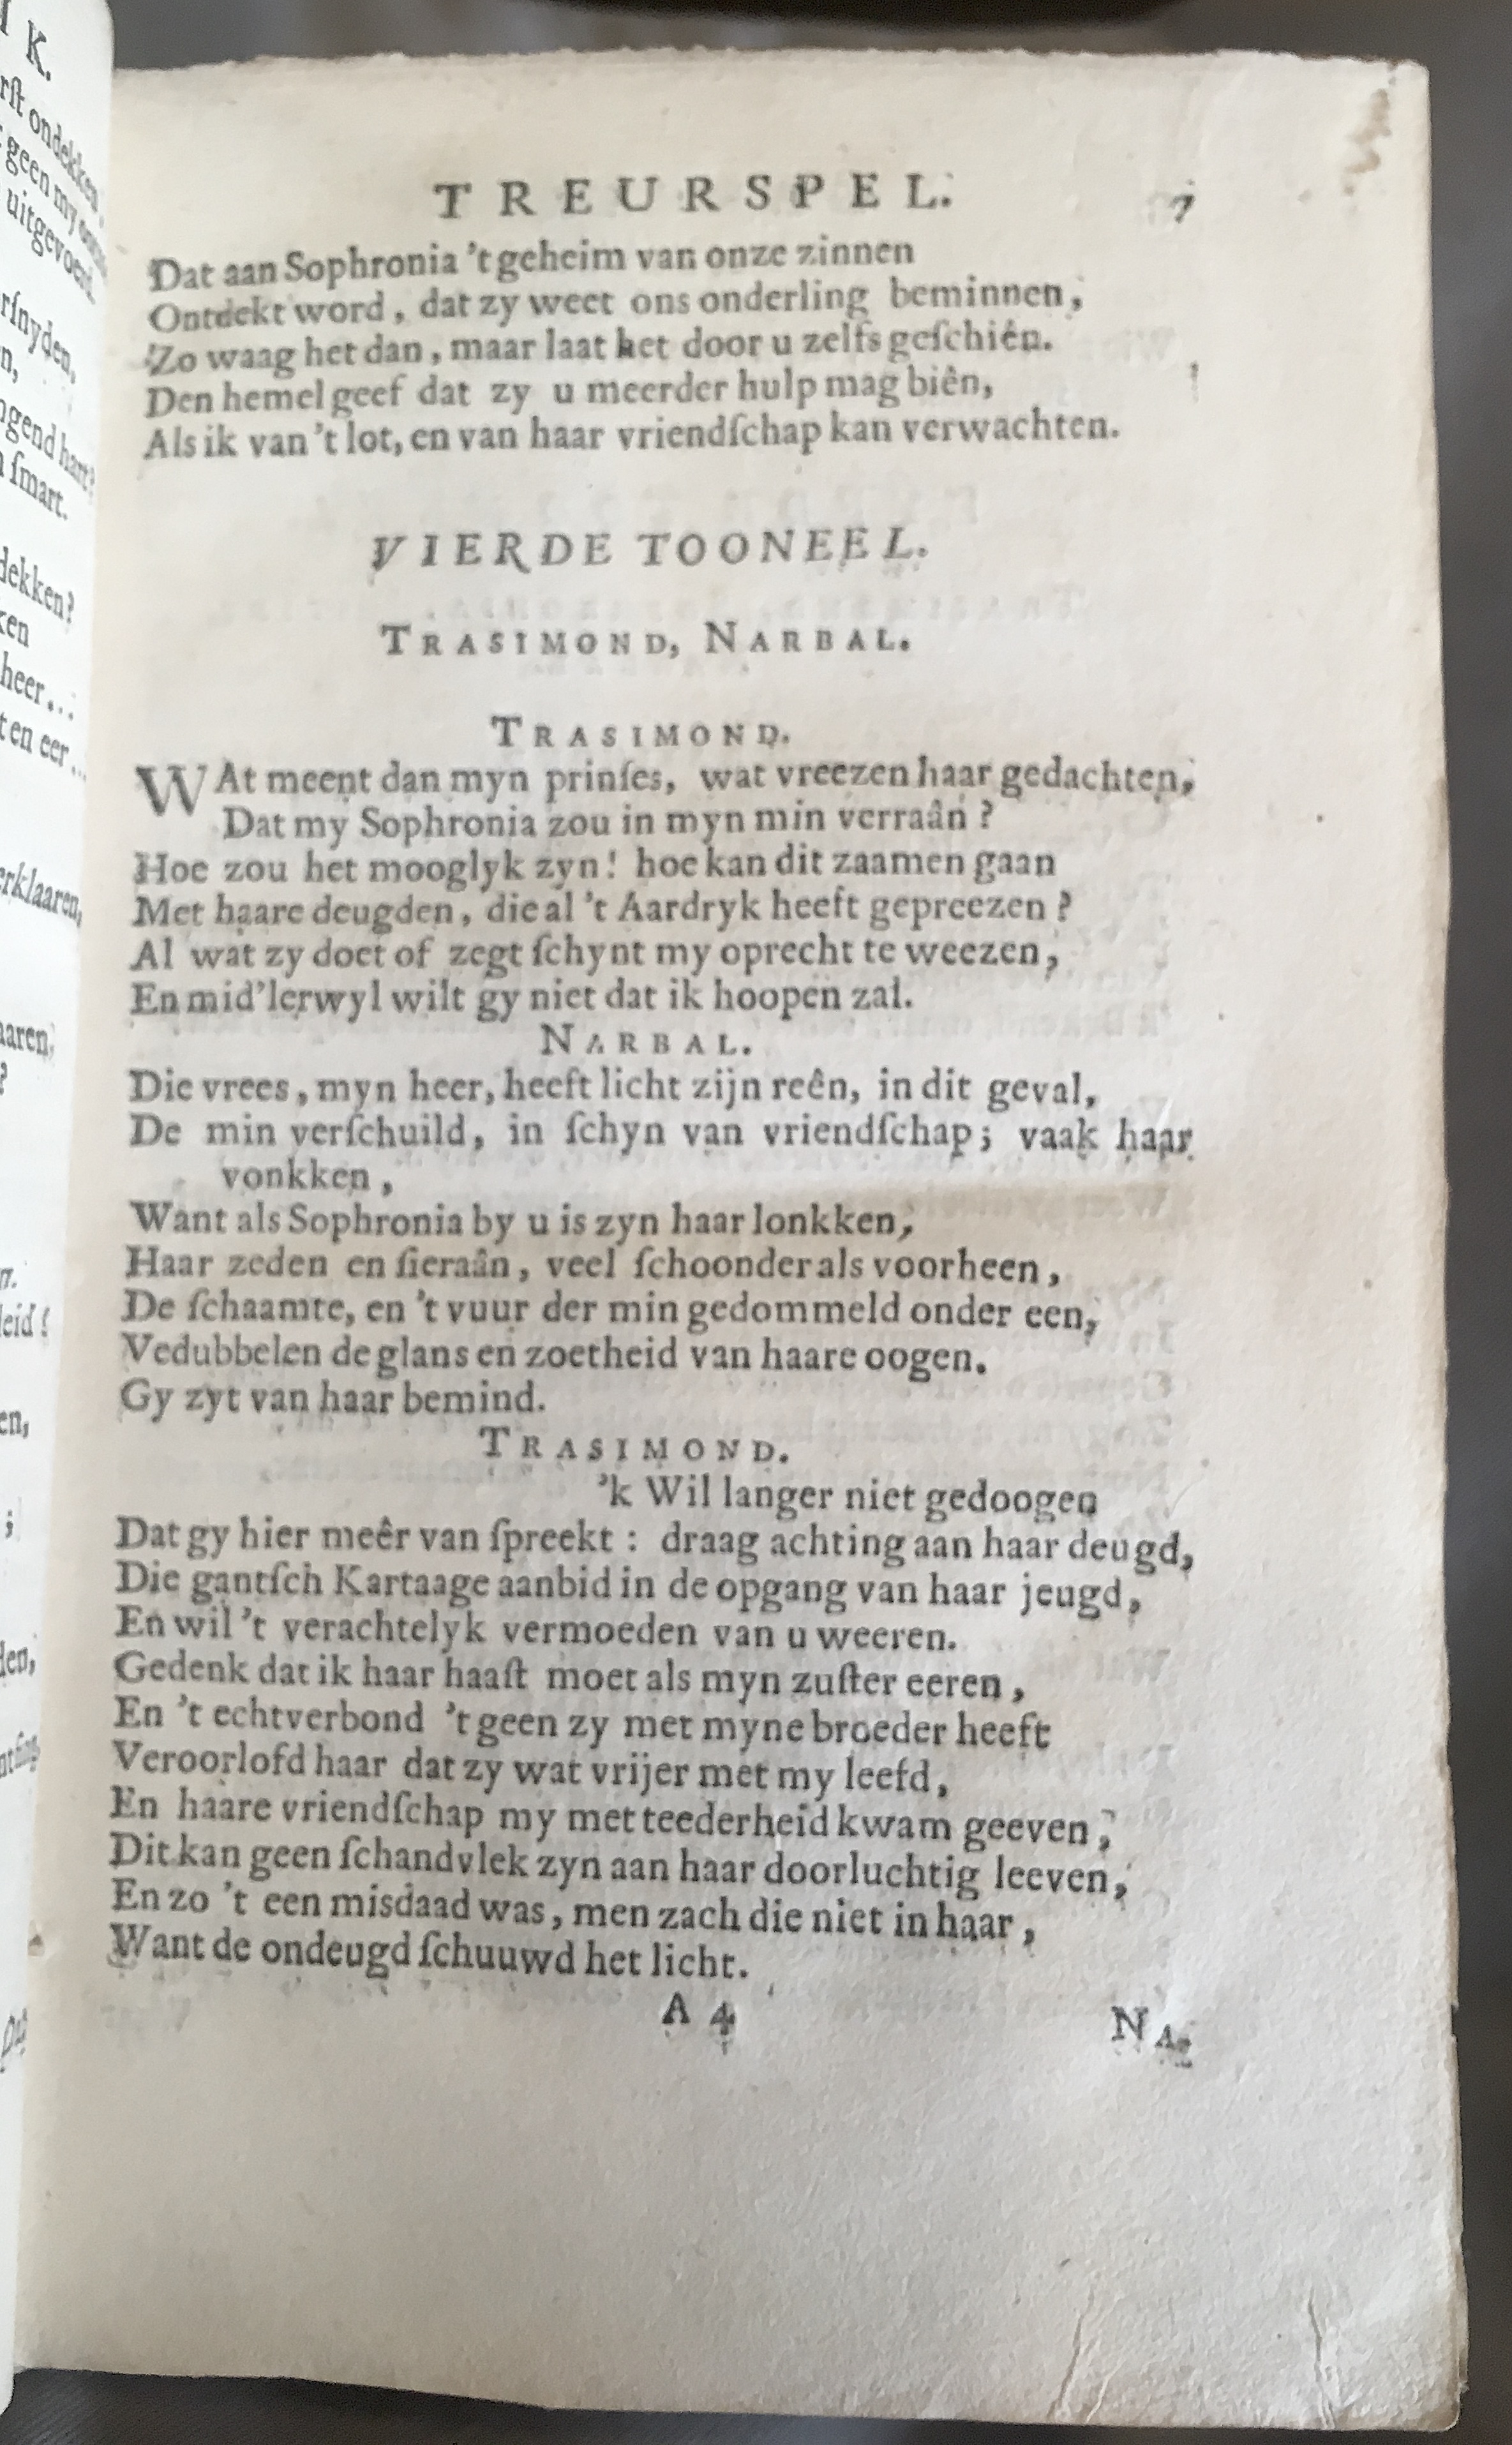 TREURSPEL. 7
Dat aan Sophronia 't geheim van onze zinnen
Ontdekt word, dat zy weet ons onderling beminnen,
Zo waag het dan, maar laat het door u zelfs geſchiên.
Den hemel geef dat zy u meerder hulp mag biên,
Als ik van 't lot, en van haar vriendſchap kan verwachten.
VIERDE TOONEEL.
TRASIMOND, NARBAL.
TRASIMOND.
WAt meent dan myn prinſes, wat vreezen haar gedachten,
Dat my Sophronia zou in myn min verraân?
Hoe zou het mooglyk zyn! hoe kan dit zaamen gaan
Met haare deugden, die al 't Aardryk heeft gepreezen?
Al wat zy doet of zegt ſchynt my oprecht te weezen,
En mid'lerwyl wilt gy niet dat ik hoopen zal.
NARBAL.
Die vrees, myn heer, heeft licht zijn reên, in dit geval,
De min verſchuild, in ſchyn van vriendſchap; vaak haar
vonkken,
Want als Sophronia by u is zyn haar lonkken,
Haar zeden en ſieraân, veel ſchoonder als voorheen,
De ſchaamte, en 't vuur der min gedommeld onder een,
Vedubbelen de glans en zoetheid van haare oogen.
Gy zyt van haar bemind.
TRASIMOND.
'k Wil langer niet gedoogen
Dat gy hier meêr van ſpreekt: draag achting aan haar deugd,
Die gantſch Kartaage aanbid in de opgang van haar jeugd,
En wil 't verachtelyk vermoeden van u weeren.
Gedenk dat ik haar haaſt moet als myn zuſter eeren,
En 't echtverbond 't geen zy met myne broeder heeft
Veroorlofd haar dat zy wat vrijer met my leefd,
En haare vriendſchap my met teederheid kwam geeven,
Dit kan geen ſchandvlek zyn aan haar doorluchtig leeven,
En zo 't een misdaad was, men zach die niet in haar,
Want de ondeugd ſchuuwd het licht.
A 4 NA-